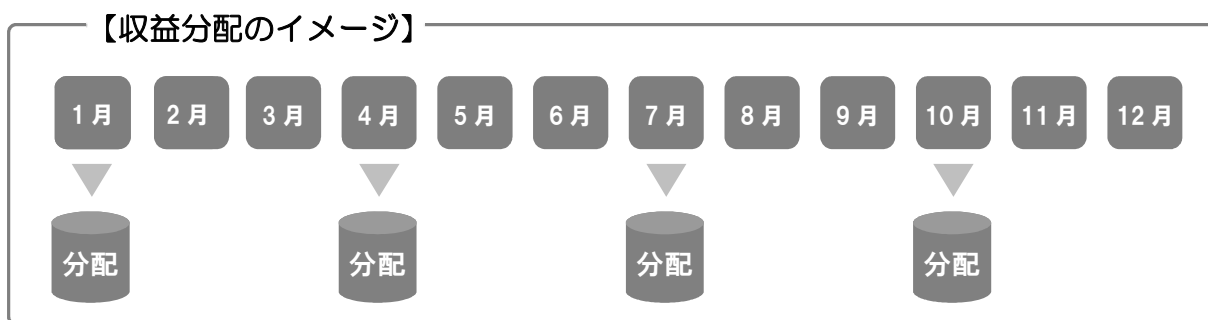 【収益分配のイメージ】
1月 2月 3月 4月 5月 6月 7月 8月 9月 10月 11月 12月
分配 分配 分配 分配